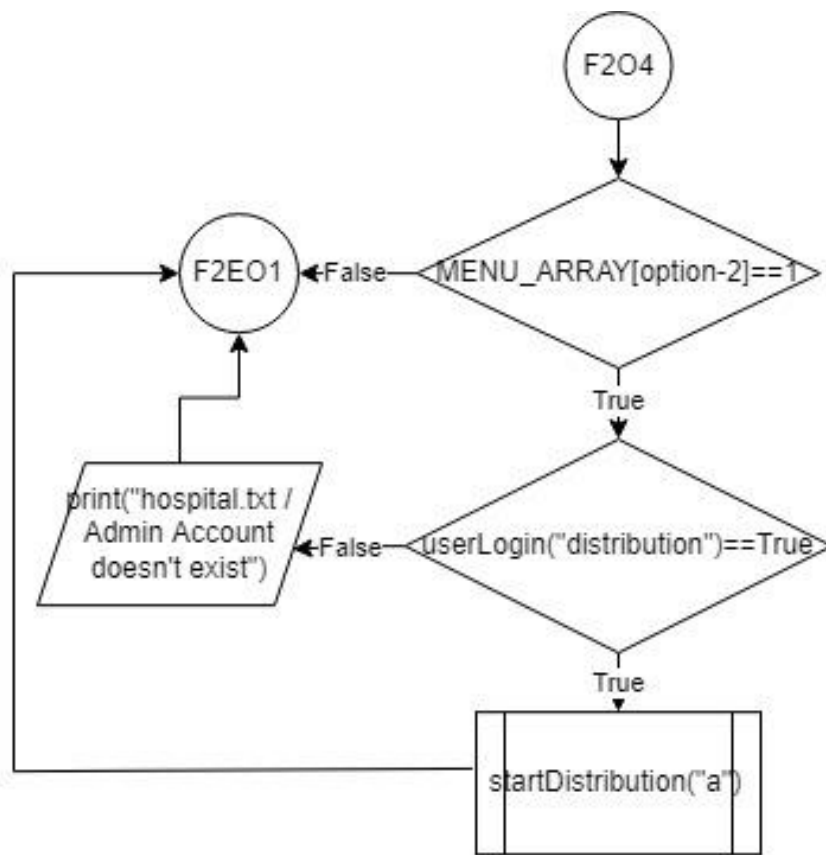 F2O4
MENU_ARRAY[option-2]==1
False
F2EO1
True
userLogin("distribution")==True
False
print("hospital.txt /
Admin Account
doesn't exist")
True
startDistribution("a")